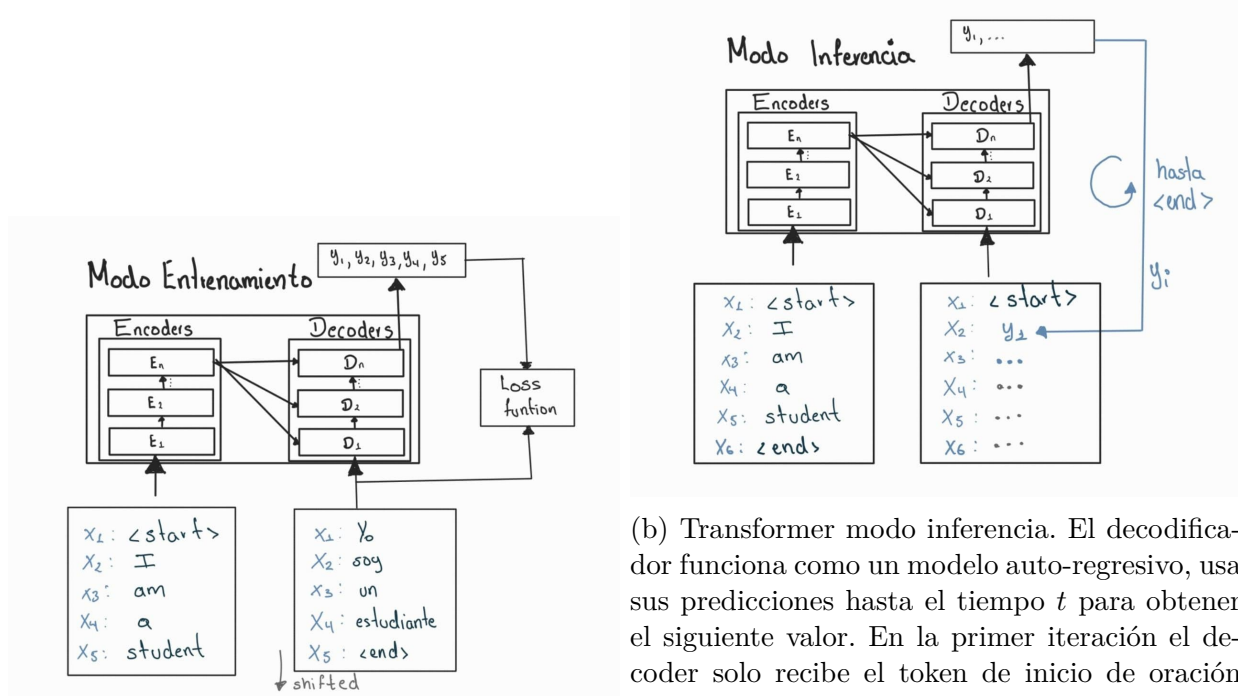 Modo Entrenamiento
y₁, y₂, y₃, y₄, y₅
Encoders
Decoders
Eₙ
E₂
E₁
Dₙ
D₂
D₁
Loss
funtion
x₁: <start>
x₂: I
x₃: am
x₄: a
x₅: student
x₁: Yo
x₂: soy
x₃: un
x₄: estudiante
x₅: <end>
shifted
Modo Inferencia
y₁, ...
Encoders
Decoders
Eₙ
E₂
E₁
Dₙ
D₂
D₁
hasta
<end>
yᵢ
x₁: <start>
x₂: I
x₃: am
x₄: a
x₅: student
x₆: <end>
x₁: <start>
x₂: y₁
x₃: ...
x₄: ...
x₅: ...
x₆: ...
(b) Transformer modo inferencia. El decodifica-
dor funciona como un modelo auto-regresivo, usa
sus predicciones hasta el tiempo t para obtener
el siguiente valor. En la primer iteración el de-
coder solo recibe el token de inicio de oración